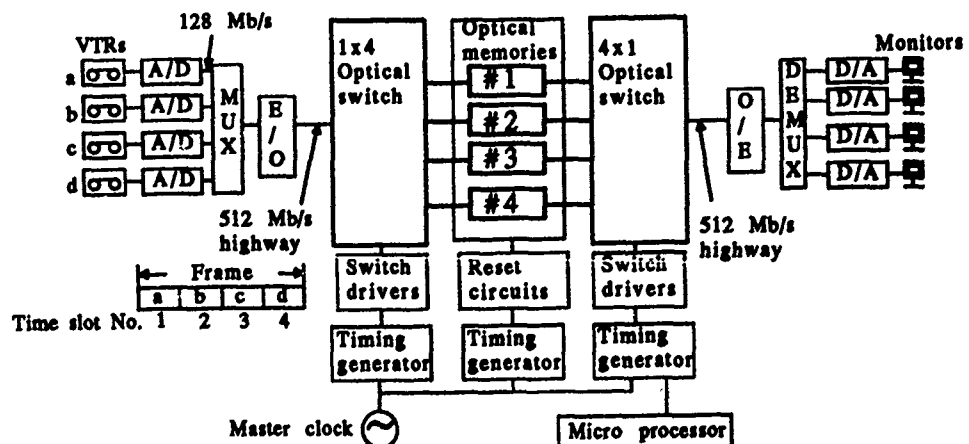 128 Mb/s
VTRs
a
A/D
b
A/D
c
A/D
d
A/D
MUX
E/O
512 Mb/s
highway
1x4
Optical
switch
Optical
memories
#1
#2
#3
#4
4x1
Optical
switch
512 Mb/s
highway
O/E
DEMUX
Monitors
D/A
D/A
D/A
D/A
Frame
a b c d
Time slot No. 1 2 3 4
Switch
drivers
Reset
circuits
Switch
drivers
Timing
generator
Timing
generator
Timing
generator
Master clock
Micro processor